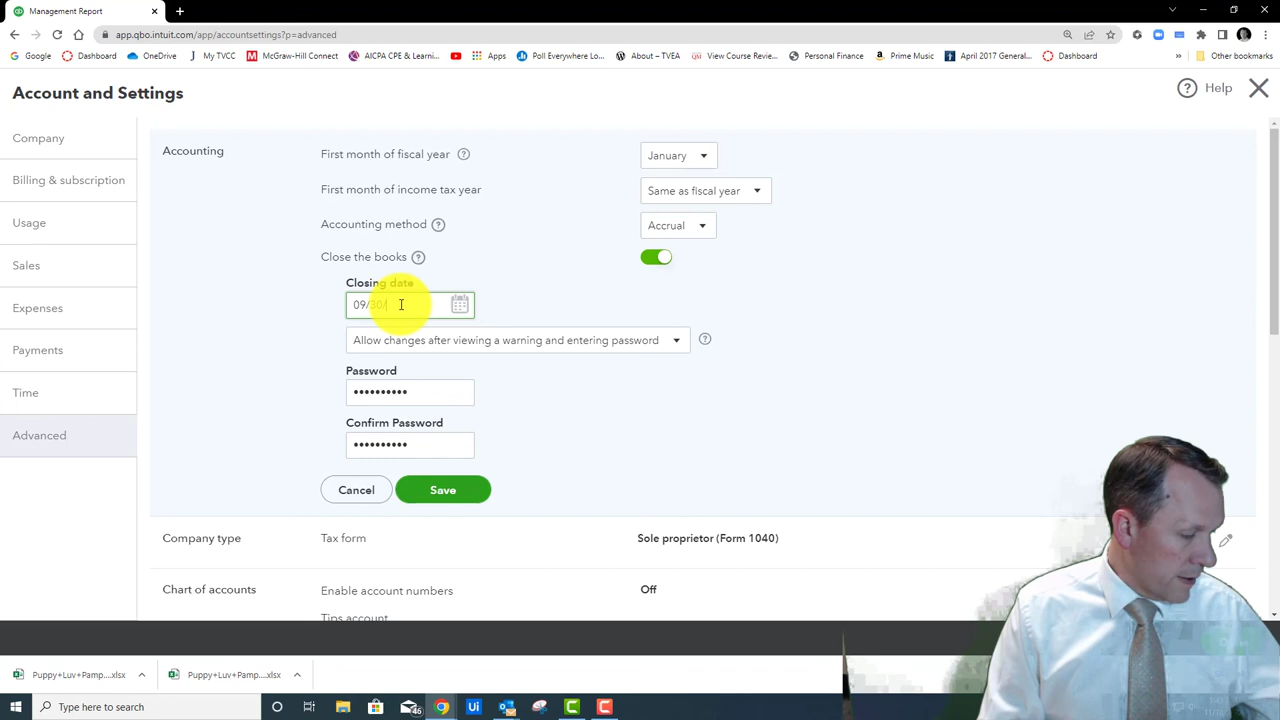 Management Report
app.qbo.intuit.com/app/accountsettings?p=advanced
Google Dashboard OneDrive My TVCC McGraw-Hill Connect AICPA CPE & Learni... Apps Poll Everywhere Lo... About – TVEA View Course Review... Personal Finance Prime Music April 2017 General... Dashboard » Other bookmarks
Account and Settings
? Help
Company
Billing & subscription
Usage
Sales
Expenses
Payments
Time
Advanced
Accounting
First month of fiscal year ? January
First month of income tax year Same as fiscal year
Accounting method ? Accrual
Close the books ?
Closing date
09/30/
Allow changes after viewing a warning and entering password ?
Password
••••••••••
Confirm Password
••••••••••
Cancel Save
Company type Tax form Sole proprietor (Form 1040)
Chart of accounts Enable account numbers Off
Tips account
Puppy+Luv+Pamp....xlsx Puppy+Luv+Pamp....xlsx
Type here to search 46 Ui